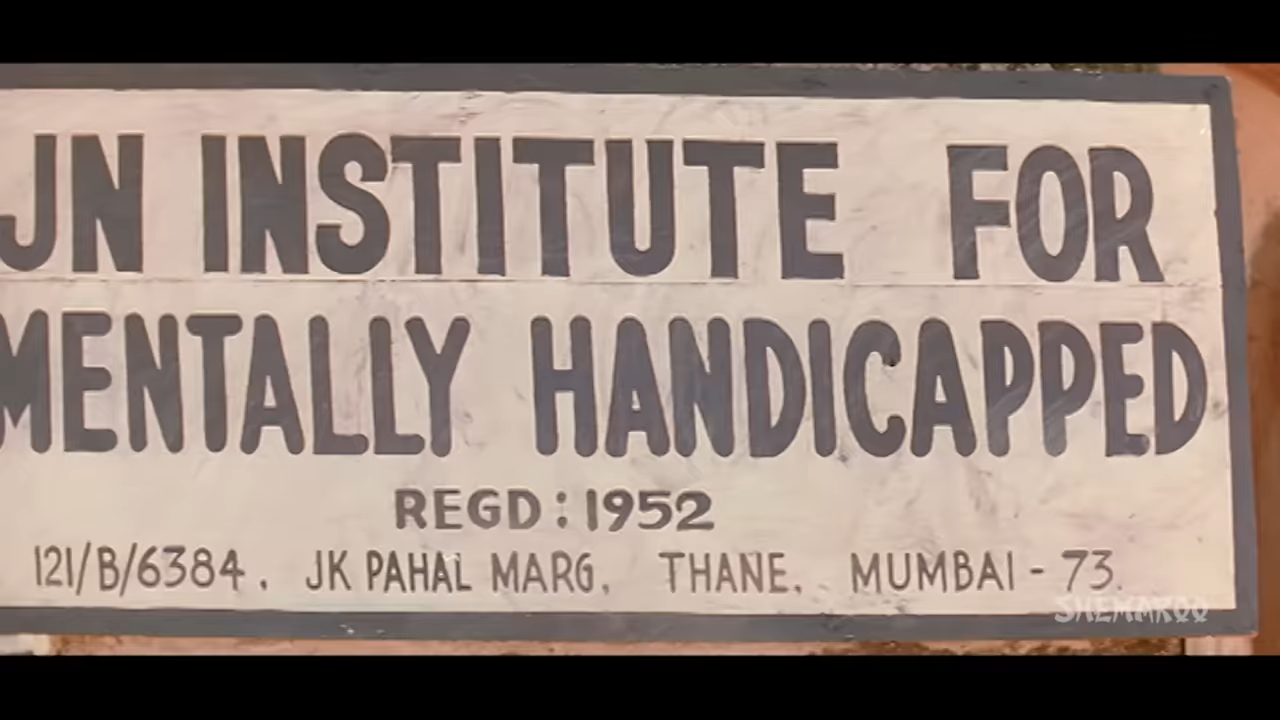 JN INSTITUTE FOR
MENTALLY HANDICAPPED
REGD : 1952
121/B/6384, JK PAHAL MARG, THANE, MUMBAI - 73.
SHEMAROO